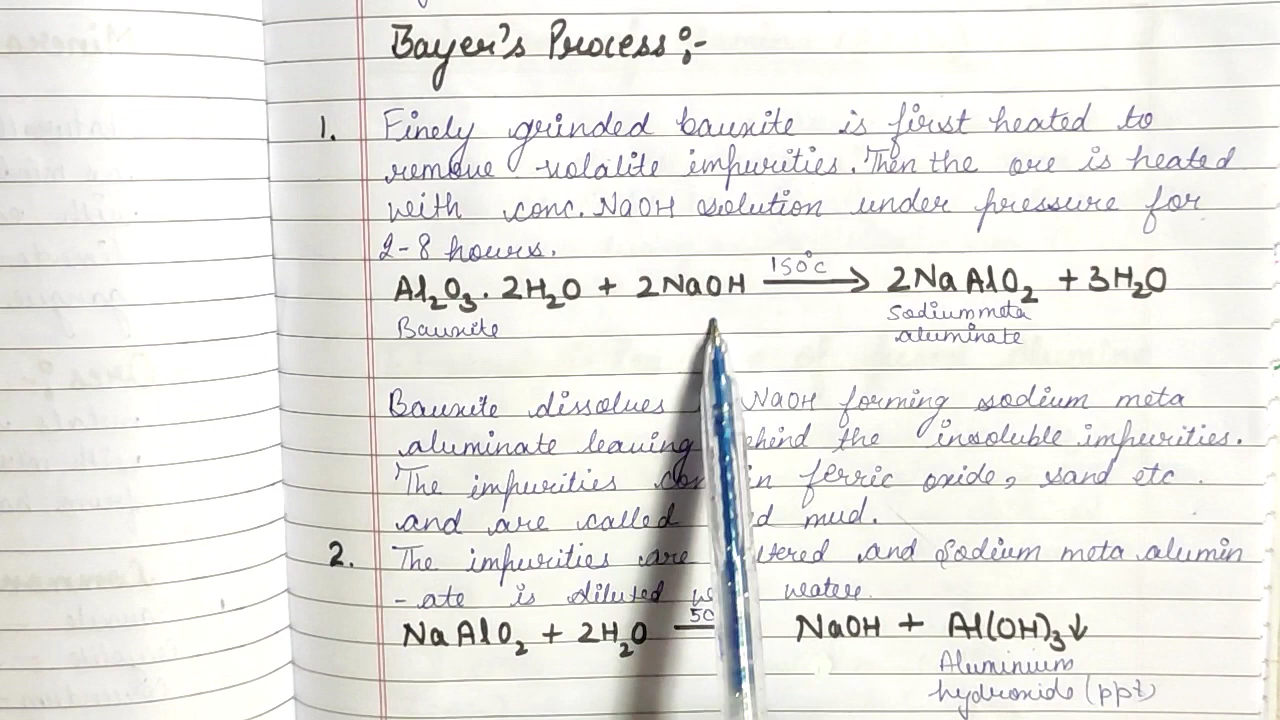 Bayer's Process :-
1. Finely grinded bauxite is first heated to
remove volalite impurities. Then the ore is heated
with conc. NaOH solution under pressure for
2-8 hours.
Al₂O₃ . 2H₂O + 2NaOH 150°C → 2NaAlO₂ + 3H₂O
Bauxite Sodium meta
aluminate
Bauxite dissolves NaOH forming sodium meta
aluminate leaving the insoluble impurities.
The impurities ferric oxide, sand etc.
and are called mud.
2. The impurities are and Sodium meta alumin
-ate is diluted water.
NaAlO₂ + 2H₂O NaOH + Al(OH)₃↓
Aluminium
hydroxide (ppt)